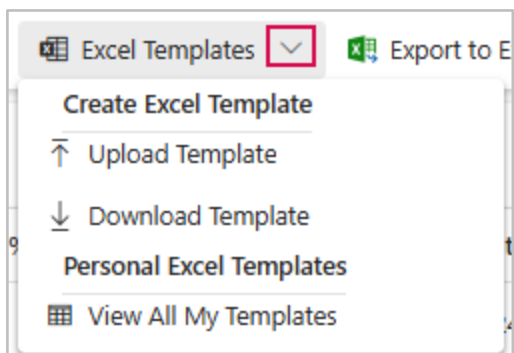 Excel Templates Export to E
Create Excel Template
Upload Template
Download Template
Personal Excel Templates
View All My Templates